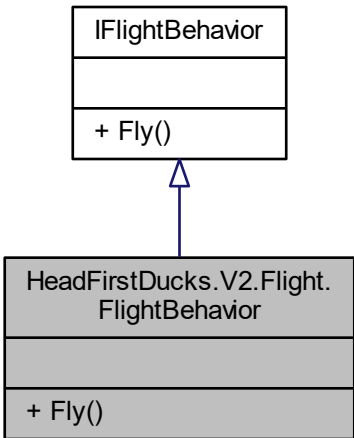 IFlightBehavior
+ Fly()
HeadFirstDucks.V2.Flight.
FlightBehavior
+ Fly()